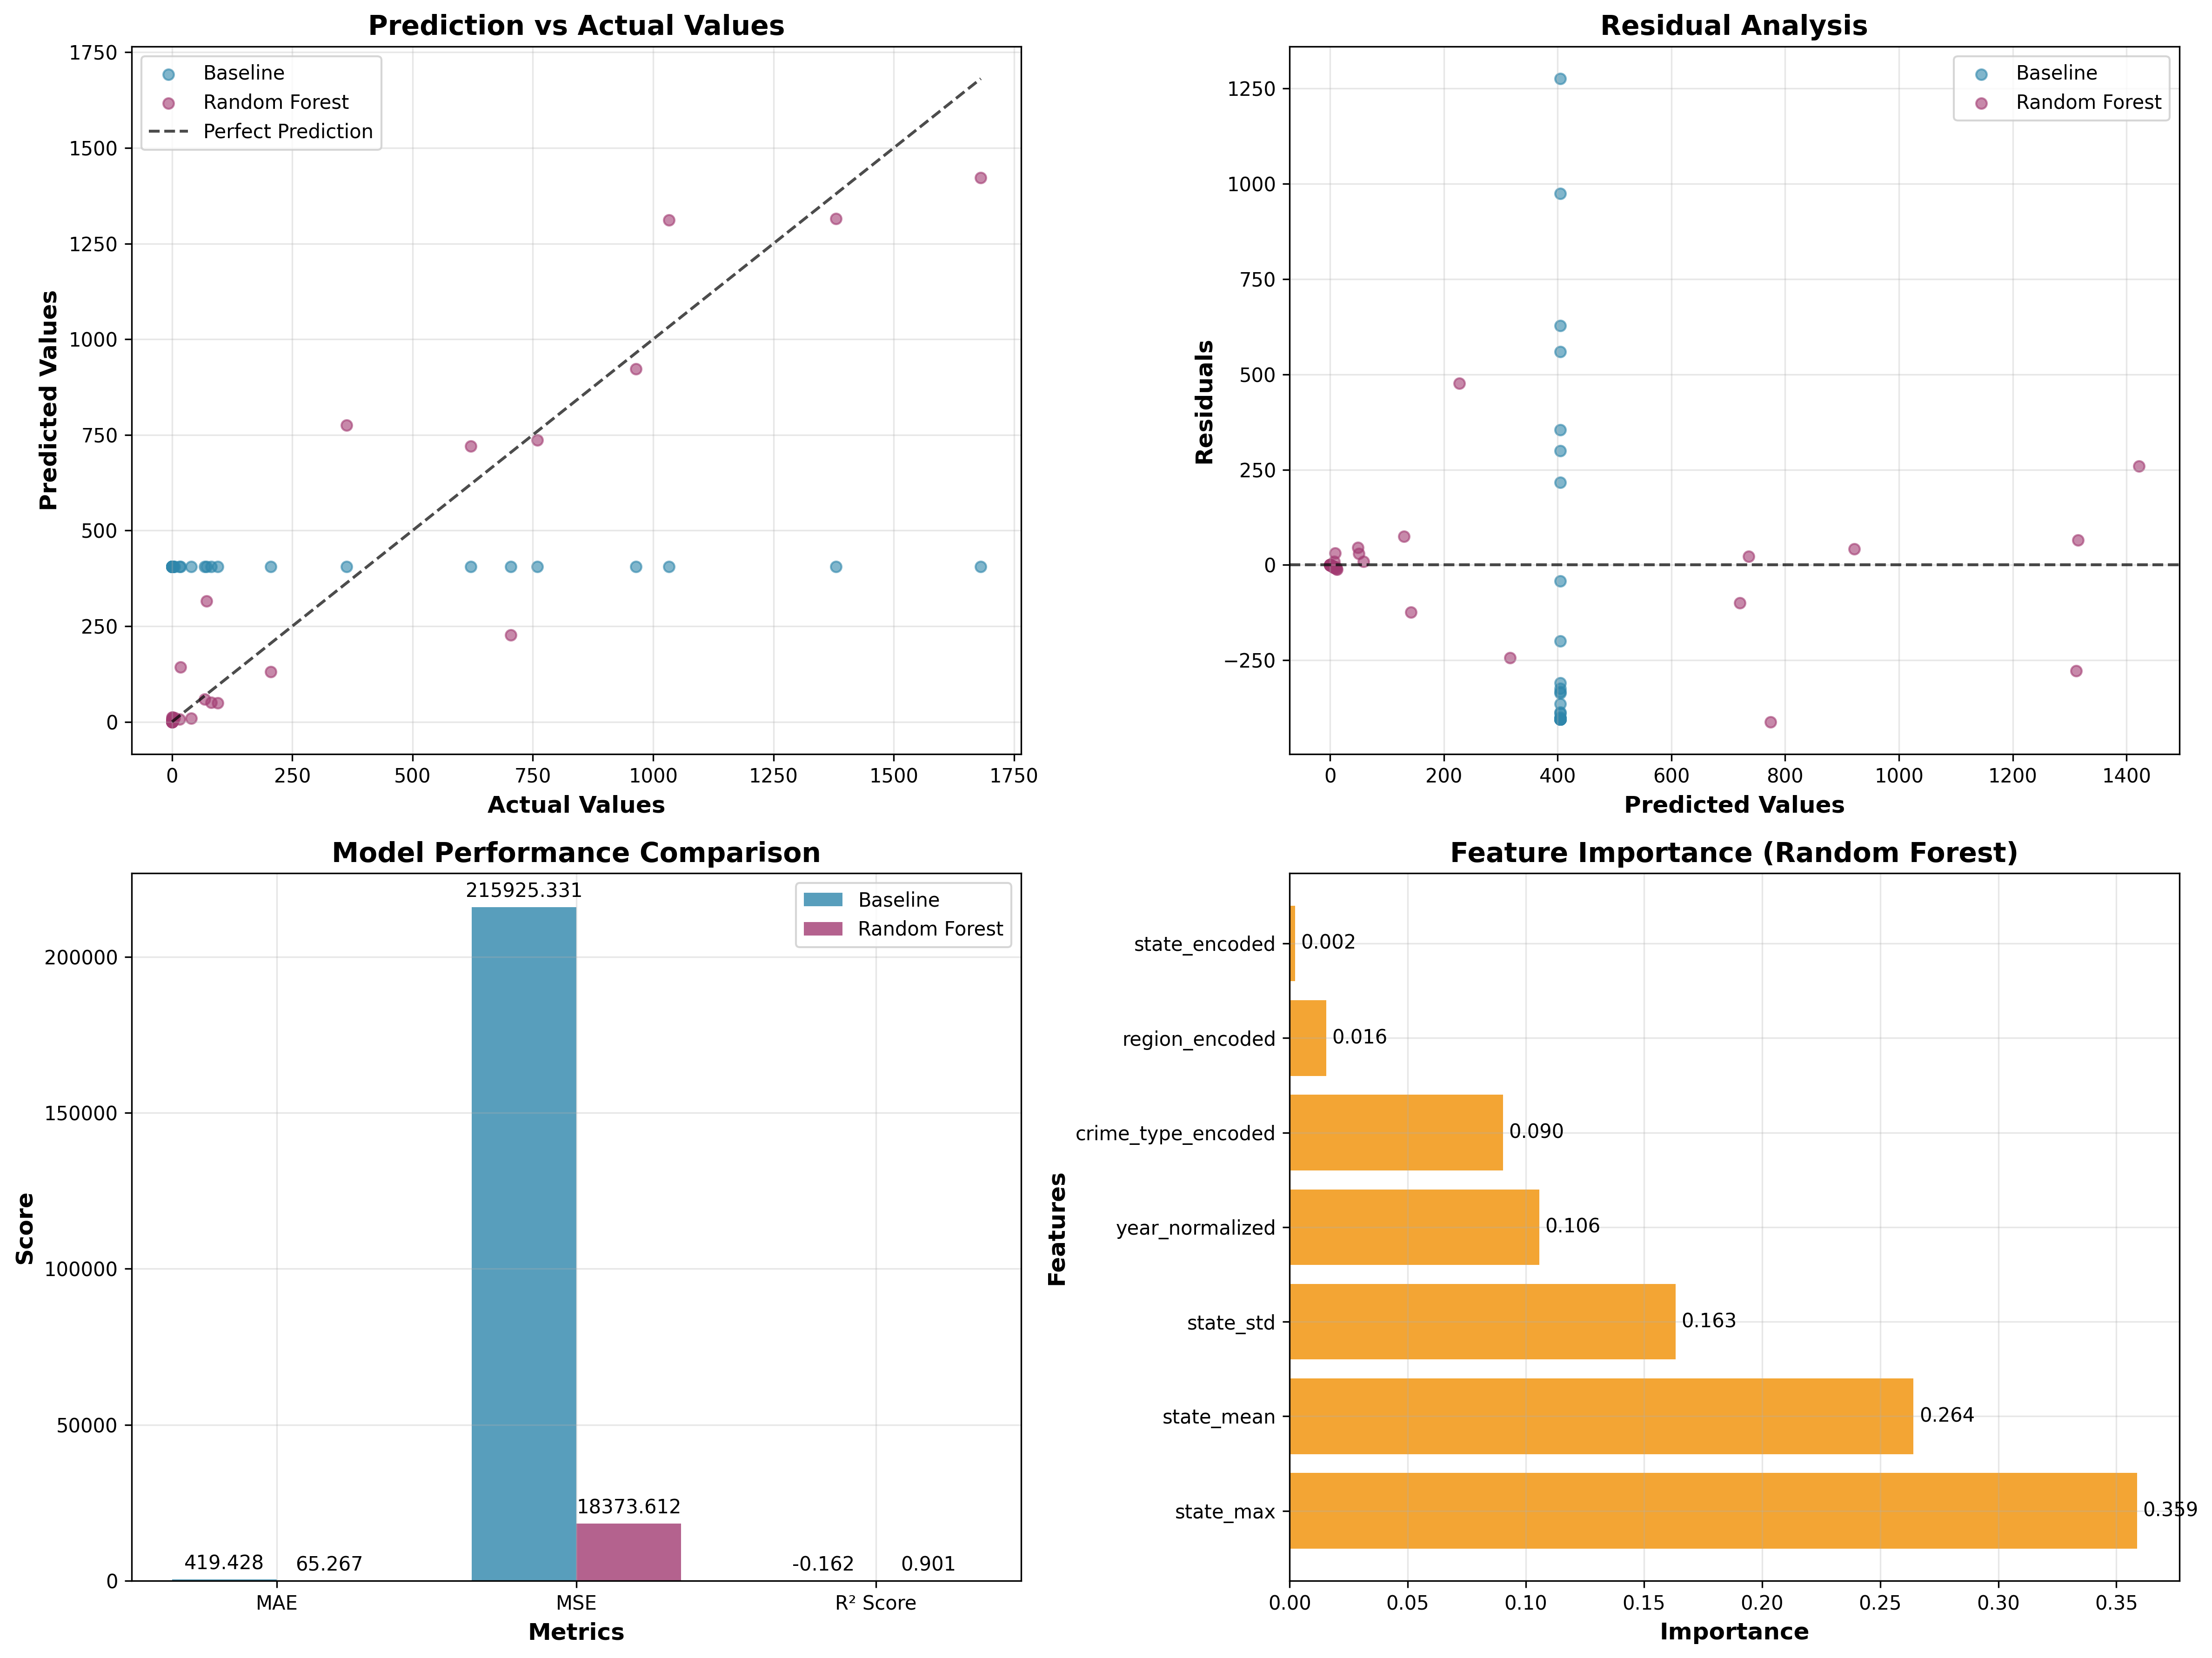 Prediction vs Actual Values
Baseline
Random Forest
Perfect Prediction
1750
1500
1250
1000
750
500
250
0
Predicted Values
0 250 500 750 1000 1250 1500 1750
Actual Values
Residual Analysis
Baseline
Random Forest
1250
1000
750
500
250
0
−250
Residuals
0 200 400 600 800 1000 1200 1400
Predicted Values
Model Performance Comparison
Baseline
Random Forest
200000
150000
100000
50000
0
Score
419.428 65.267
215925.331
18373.612
-0.162 0.901
MAE MSE R² Score
Metrics
Feature Importance (Random Forest)
Features
state_encoded 0.002
region_encoded 0.016
crime_type_encoded 0.090
year_normalized 0.106
state_std 0.163
state_mean 0.264
state_max 0.359
0.00 0.05 0.10 0.15 0.20 0.25 0.30 0.35
Importance